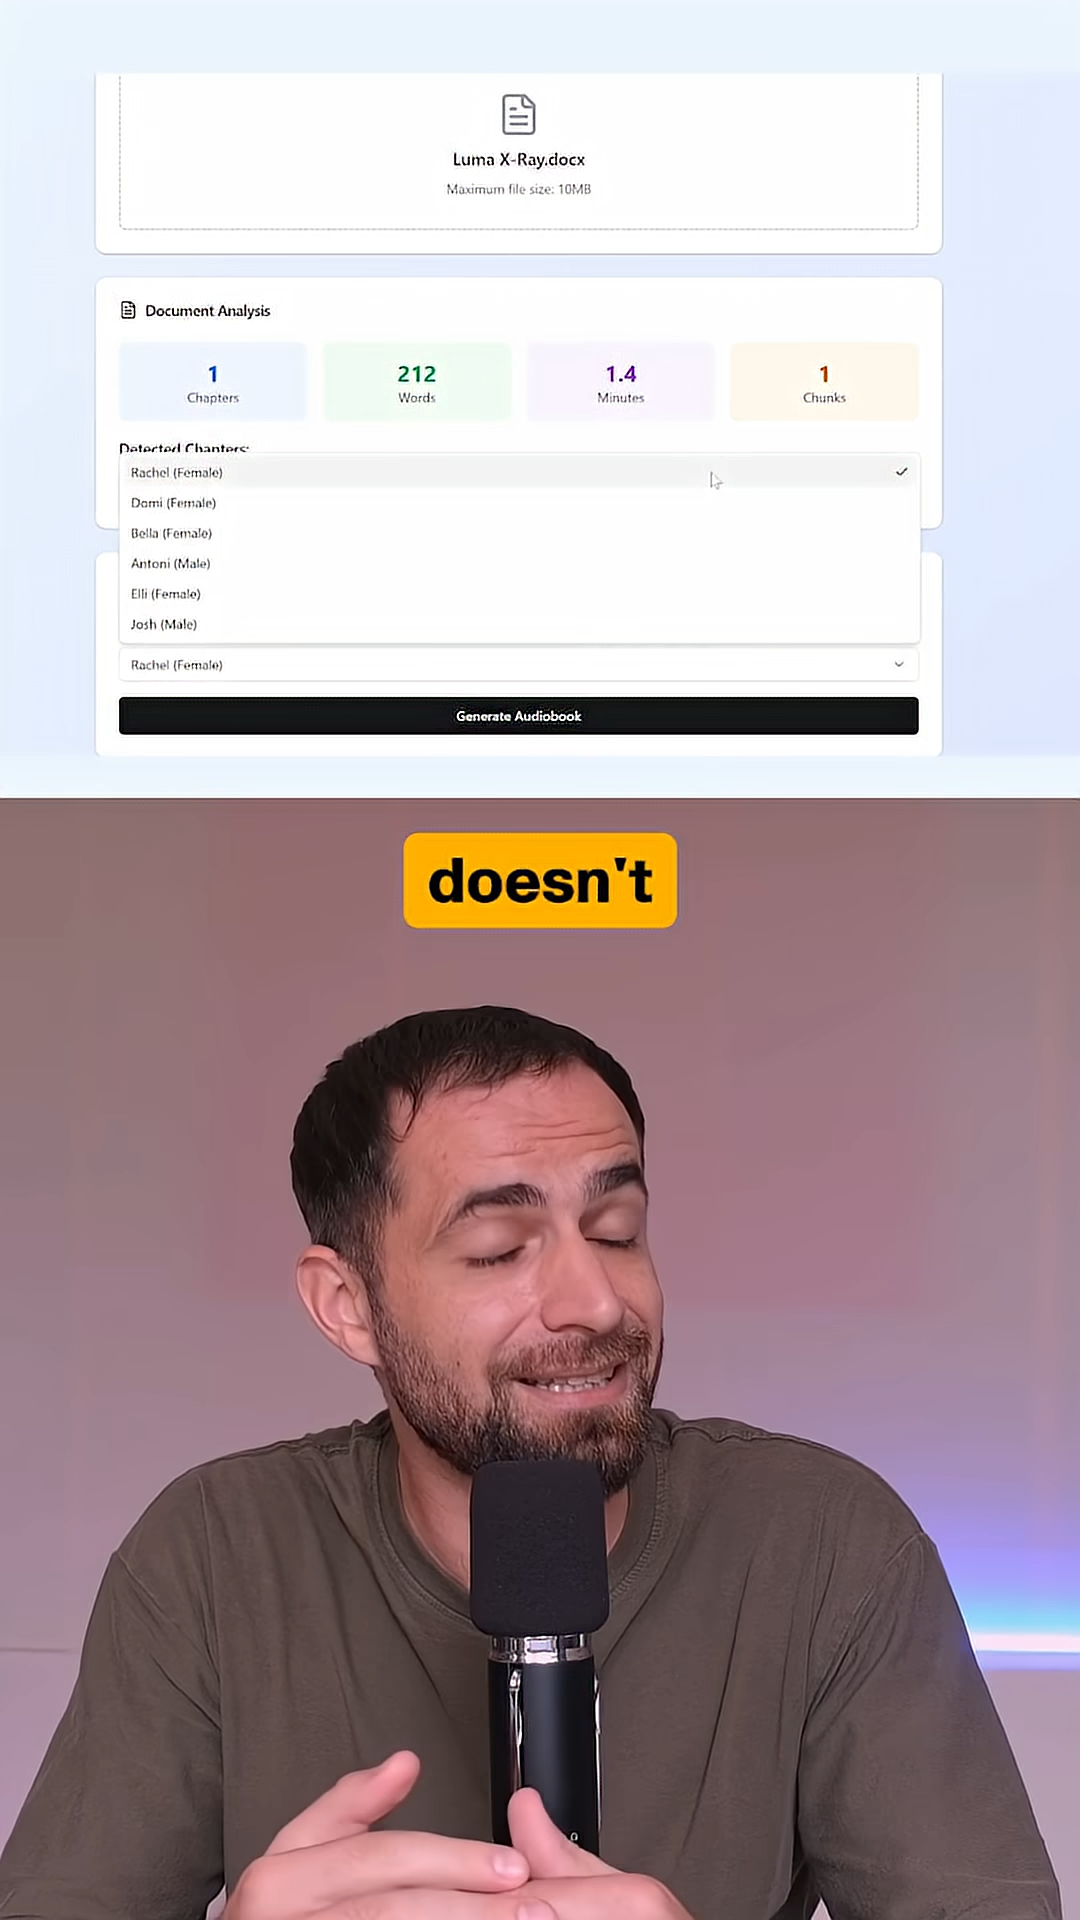 Luma X-Ray.docx
Maximum file size: 10MB
Document Analysis
1
Chapters
212
Words
1.4
Minutes
1
Chunks
Detected Chapters:
Rachel (Female)
Domi (Female)
Bella (Female)
Antoni (Male)
Elli (Female)
Josh (Male)
Rachel (Female)
Generate Audiobook
doesn't